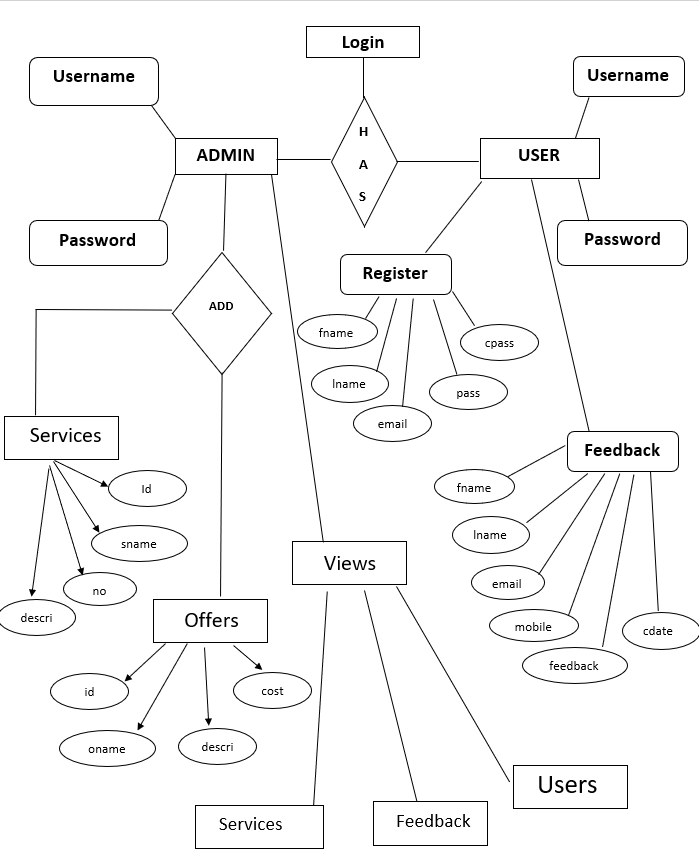 Login
Username
Username
H
A
S
ADMIN
USER
Password
Password
Register
ADD
fname
cpass
lname
pass
email
Services
Feedback
Id
fname
sname
lname
Views
no
email
descri
Offers
mobile
cdate
feedback
id
cost
oname
descri
Users
Services
Feedback